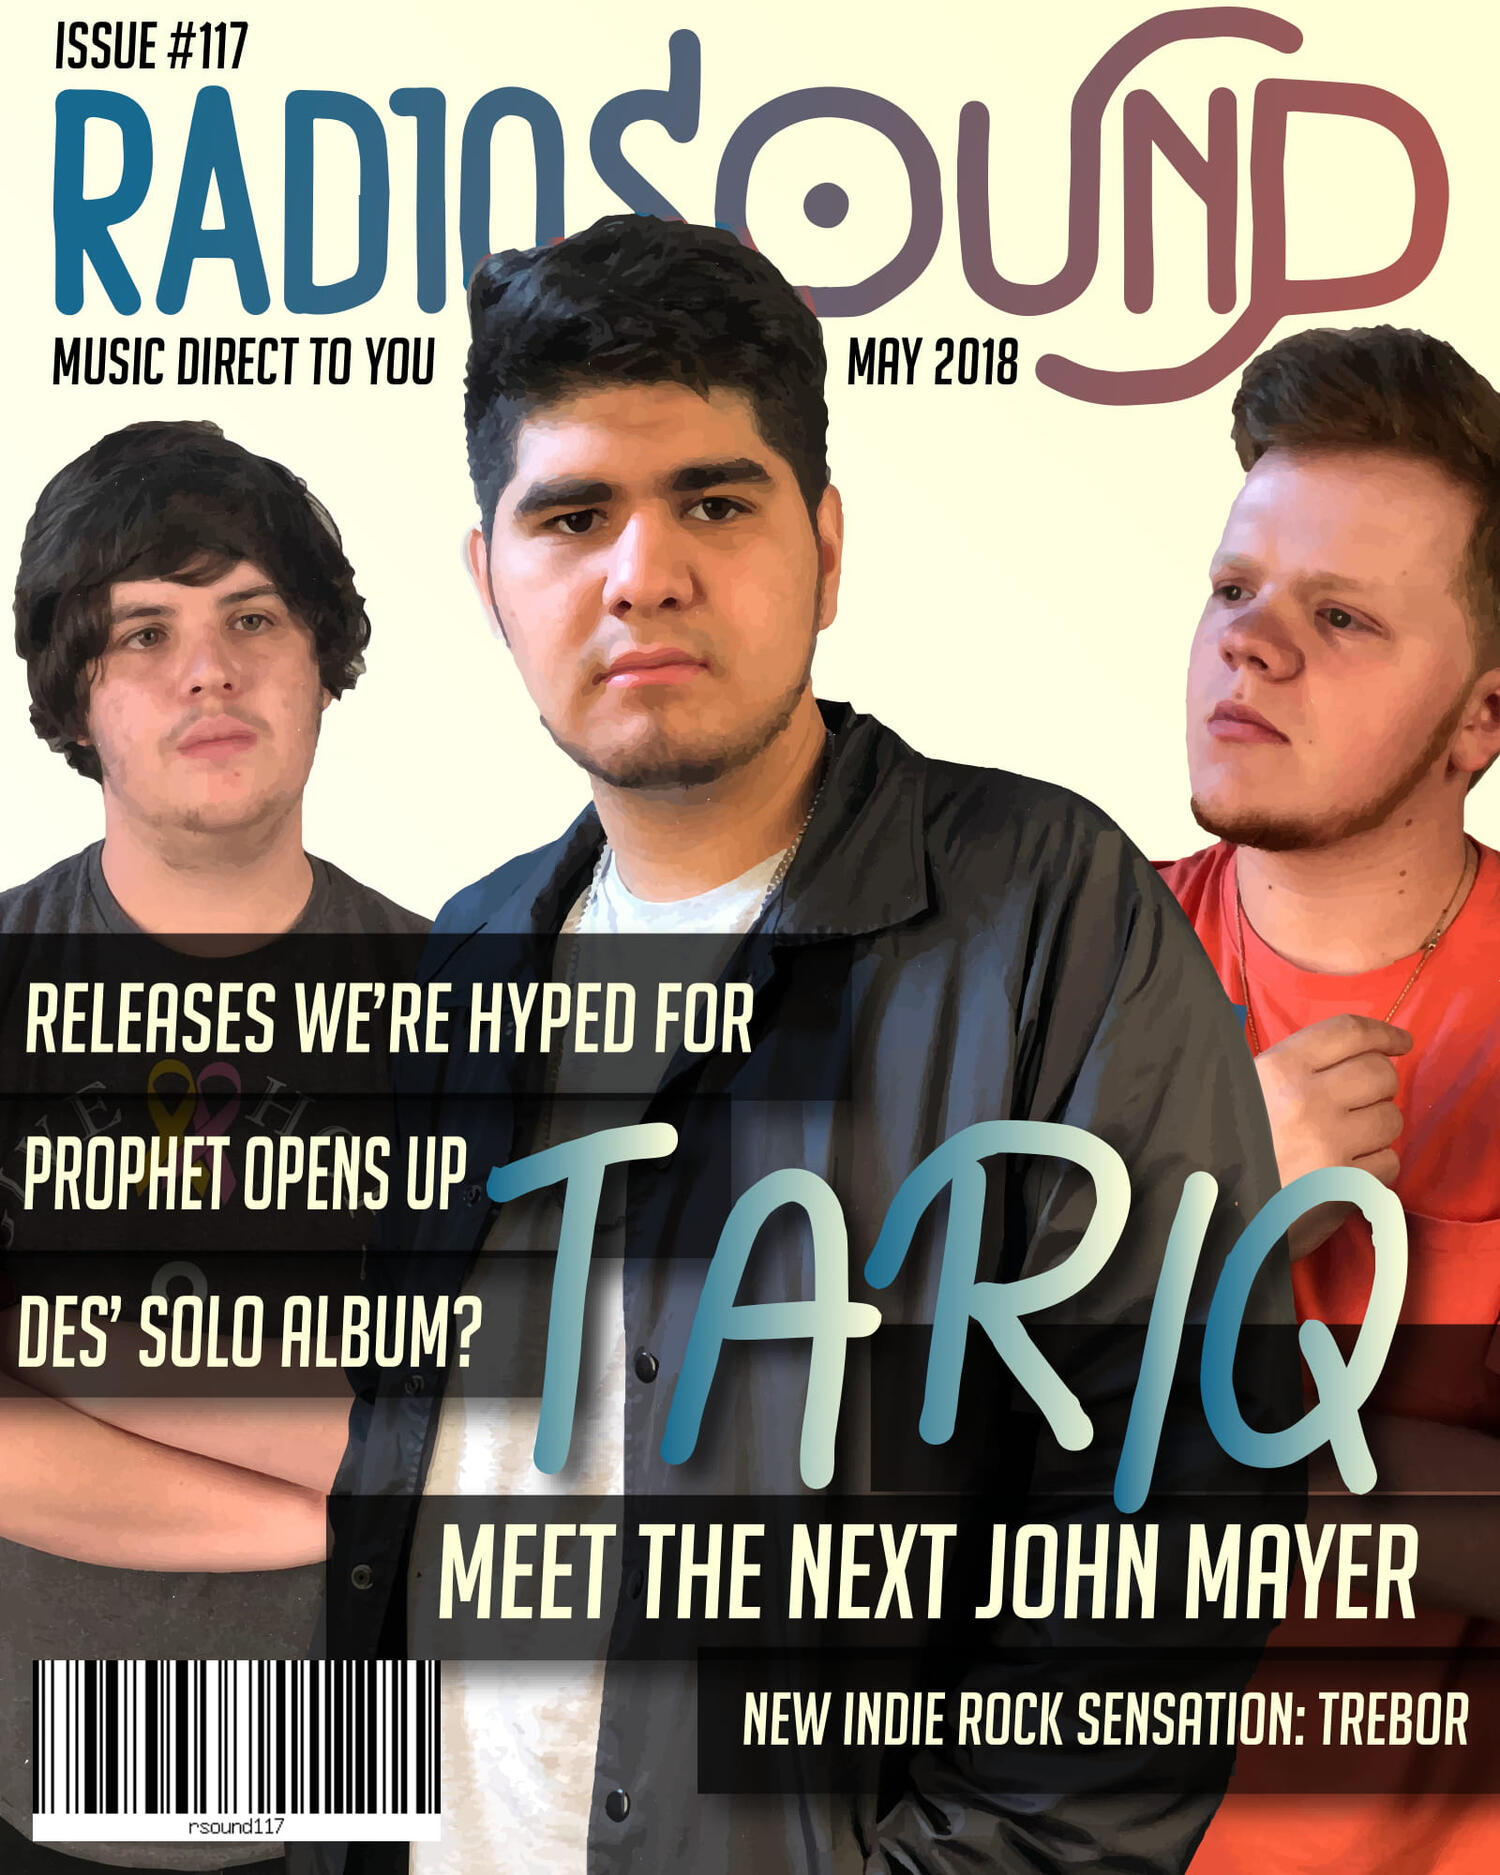 ISSUE #117
RADIOSOUND
MUSIC DIRECT TO YOU
MAY 2018
RELEASES WE'RE HYPED FOR
PROPHET OPENS UP
DES' SOLO ALBUM?
TARIQ
MEET THE NEXT JOHN MAYER
NEW INDIE ROCK SENSATION: TREBOR
rsound117